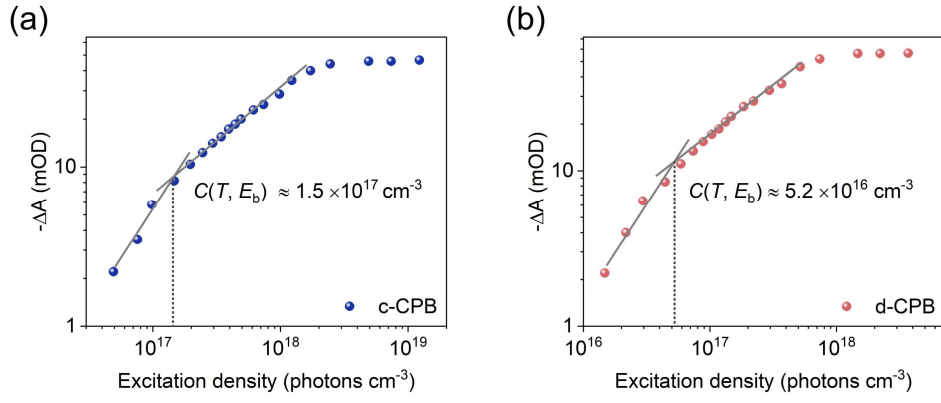 (a)
-ΔA (mOD)
10
1
C(T, E_b) ≈ 1.5 ×10^17 cm^-3
c-CPB
10^17
10^18
10^19
Excitation density (photons cm^-3)
(b)
-ΔA (mOD)
10
1
C(T, E_b) ≈ 5.2 ×10^16 cm^-3
d-CPB
10^16
10^17
10^18
Excitation density (photons cm^-3)